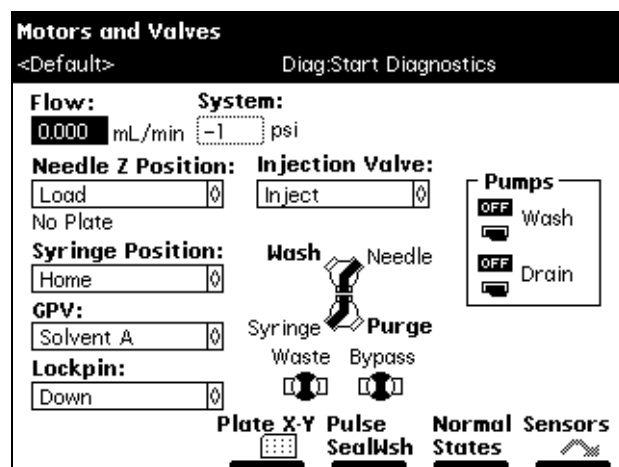 Motors and Valves
<Default> Diag:Start Diagnostics
Flow: System:
0.000 mL/min -1 psi
Needle Z Position: Injection Valve:
Load Inject
No Plate
Pumps
OFF Wash
OFF Drain
Syringe Position:
Home
Wash Needle
GPV:
Solvent A
Syringe Purge
Waste Bypass
Lockpin:
Down
Plate X-Y Pulse SealWsh Normal States Sensors